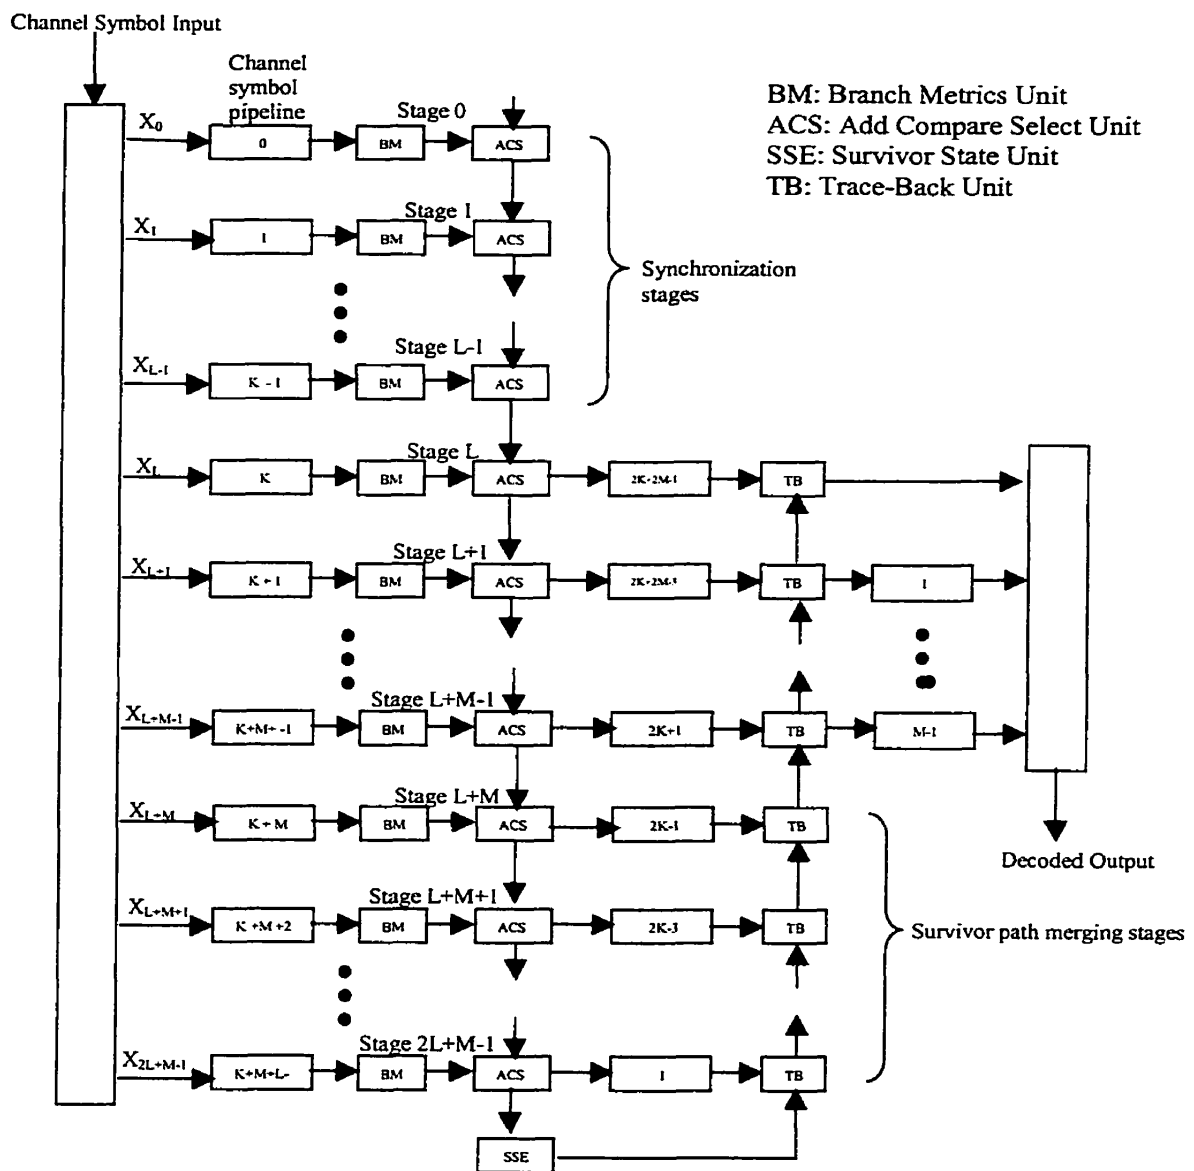 Channel Symbol Input
Channel
symbol
pipeline
BM: Branch Metrics Unit
ACS: Add Compare Select Unit
SSE: Survivor State Unit
TB: Trace-Back Unit
X0 0 BM Stage 0 ACS
X1 1 BM Stage 1 ACS
Synchronization
stages
XL-1 K-1 BM Stage L-1 ACS
XL K BM Stage L ACS 2K+2M-1 TB
XL+1 K+1 BM Stage L+1 ACS 2K+2M-3 TB 1
XL+M-1 K+M+-1 BM Stage L+M-1 ACS 2K+1 TB M-1
XL+M K+M BM Stage L+M ACS 2K-1 TB
Decoded Output
XL+M+1 K+M+2 BM Stage L+M+1 ACS 2K-3 TB
Survivor path merging stages
X2L+M-1 K+M+L- BM Stage 2L+M-1 ACS 1 TB
SSE